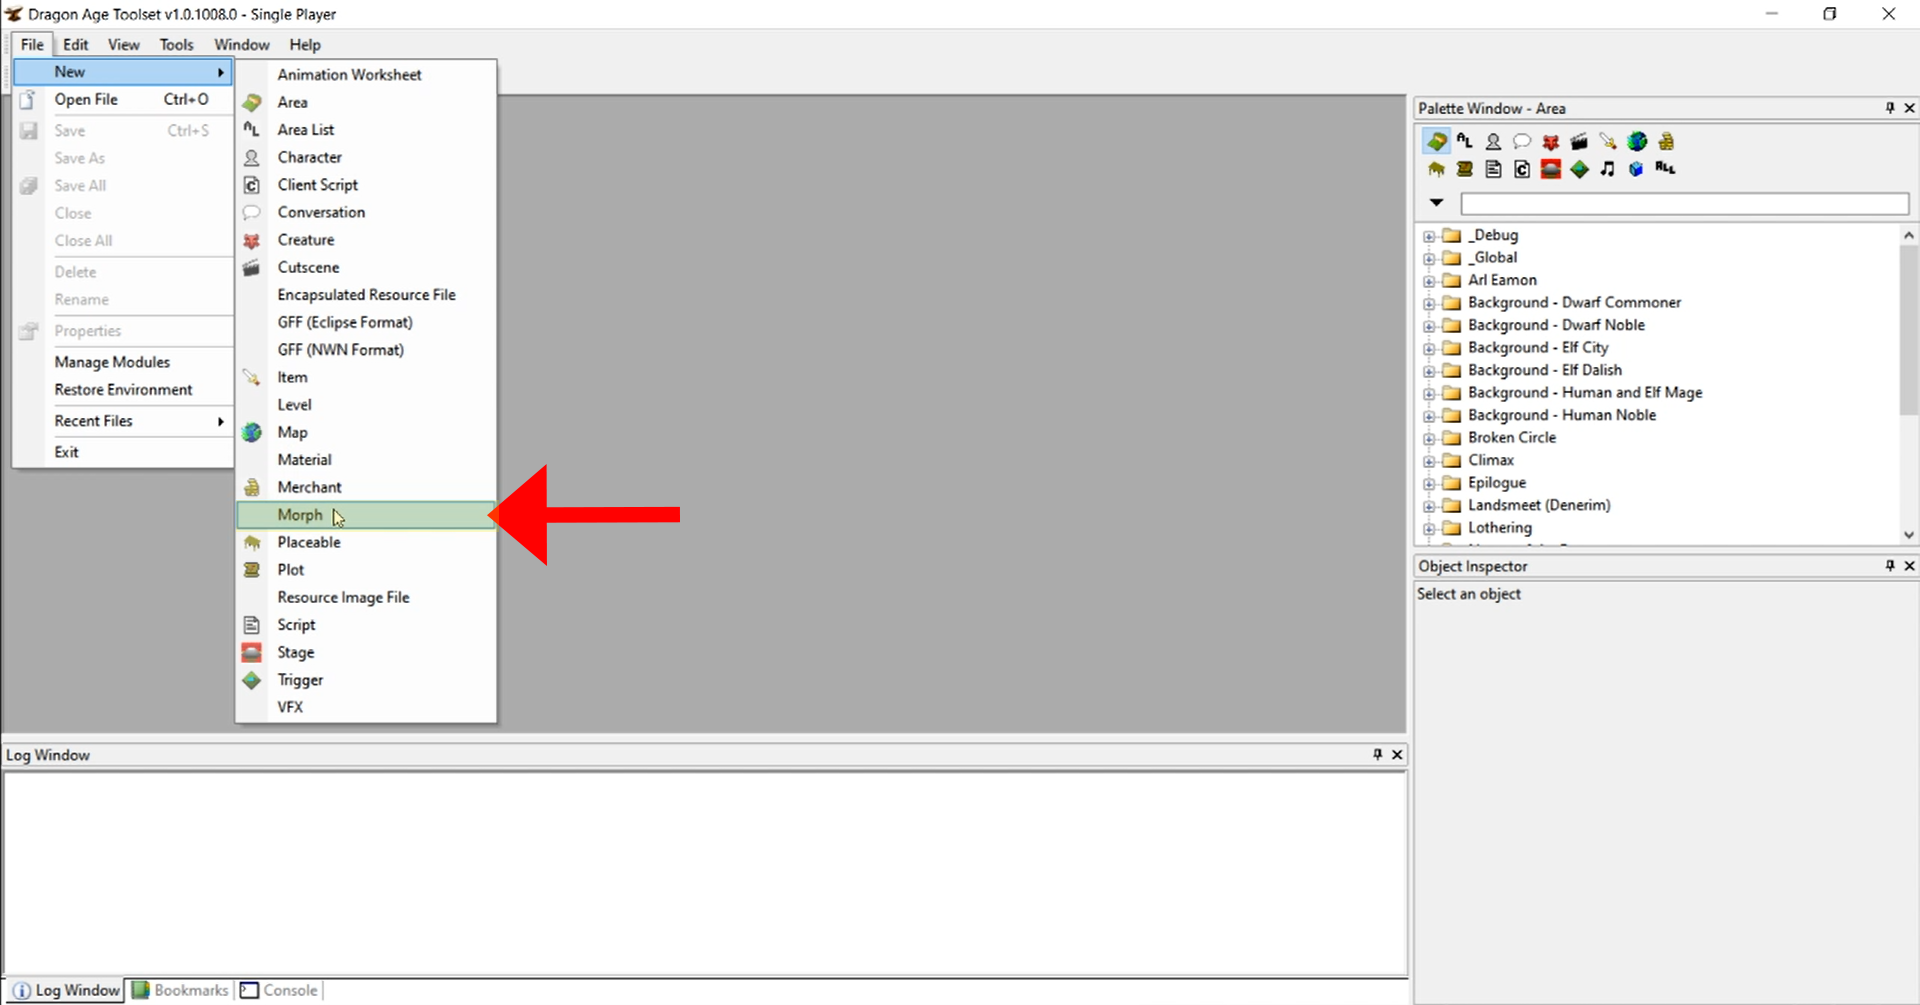 Dragon Age Toolset v1.0.1008.0 - Single Player
File Edit View Tools Window Help
New
Open File Ctrl+O
Save Ctrl+S
Save As
Save All
Close
Close All
Delete
Rename
Properties
Manage Modules
Restore Environment
Recent Files
Exit
Animation Worksheet
Area
AL Area List
Character
C Client Script
Conversation
Creature
Cutscene
Encapsulated Resource File
GFF (Eclipse Format)
GFF (NWN Format)
Item
Level
Map
Material
Merchant
Morph
Placeable
Plot
Resource Image File
Script
Stage
Trigger
VFX
Palette Window - Area
AL
C ALL
_Debug
_Global
Arl Eamon
Background - Dwarf Commoner
Background - Dwarf Noble
Background - Elf City
Background - Elf Dalish
Background - Human and Elf Mage
Background - Human Noble
Broken Circle
Climax
Epilogue
Landsmeet (Denerim)
Lothering
Object Inspector
Select an object
Log Window
Log Window Bookmarks Console